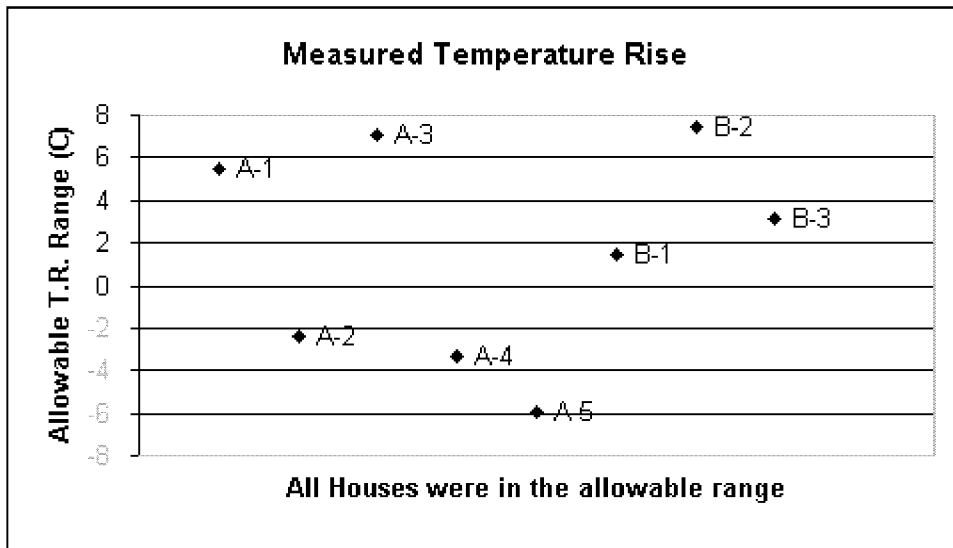 Measured Temperature Rise
Allowable T.R. Range (C)
8
6
4
2
0
-2
-4
-6
-8
A-1
A-2
A-3
A-4
A-5
B-1
B-2
B-3
All Houses were in the allowable range